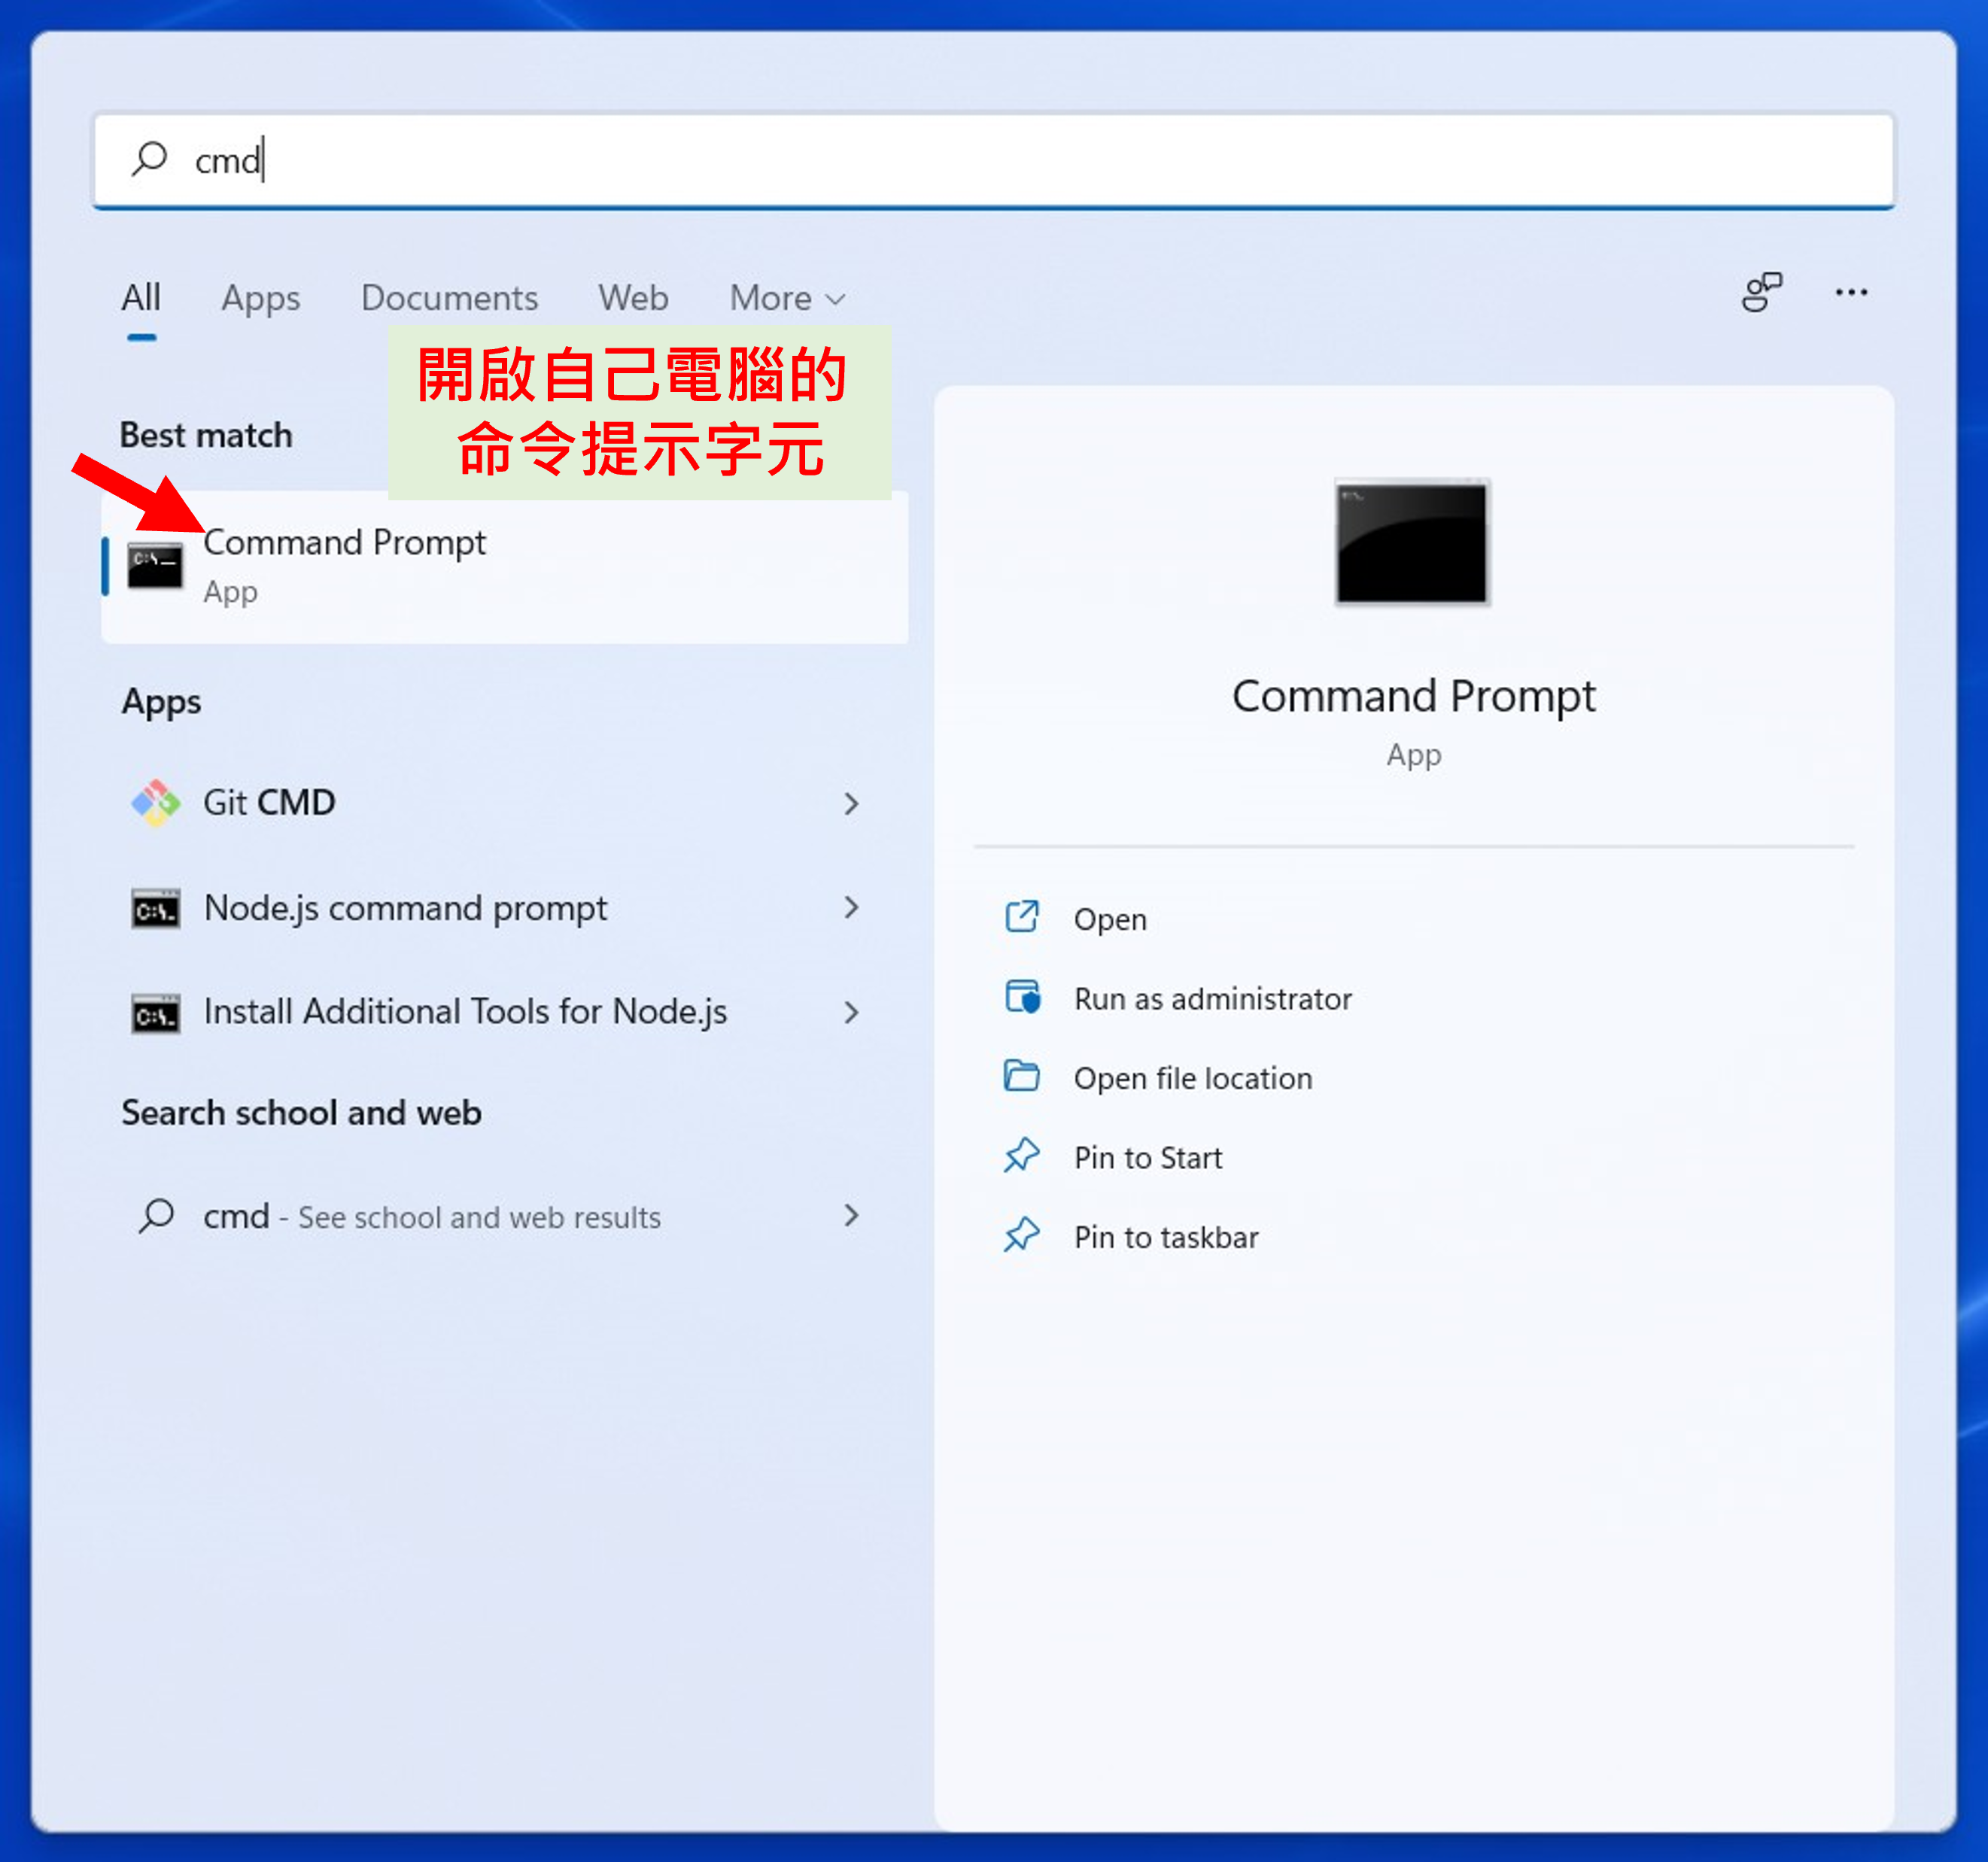 cmd
All Apps Documents Web More
開啟自己電腦的
命令提示字元
Best match
Command Prompt
App
Apps
Git CMD
Node.js command prompt
Install Additional Tools for Node.js
Search school and web
cmd - See school and web results
Command Prompt
App
Open
Run as administrator
Open file location
Pin to Start
Pin to taskbar